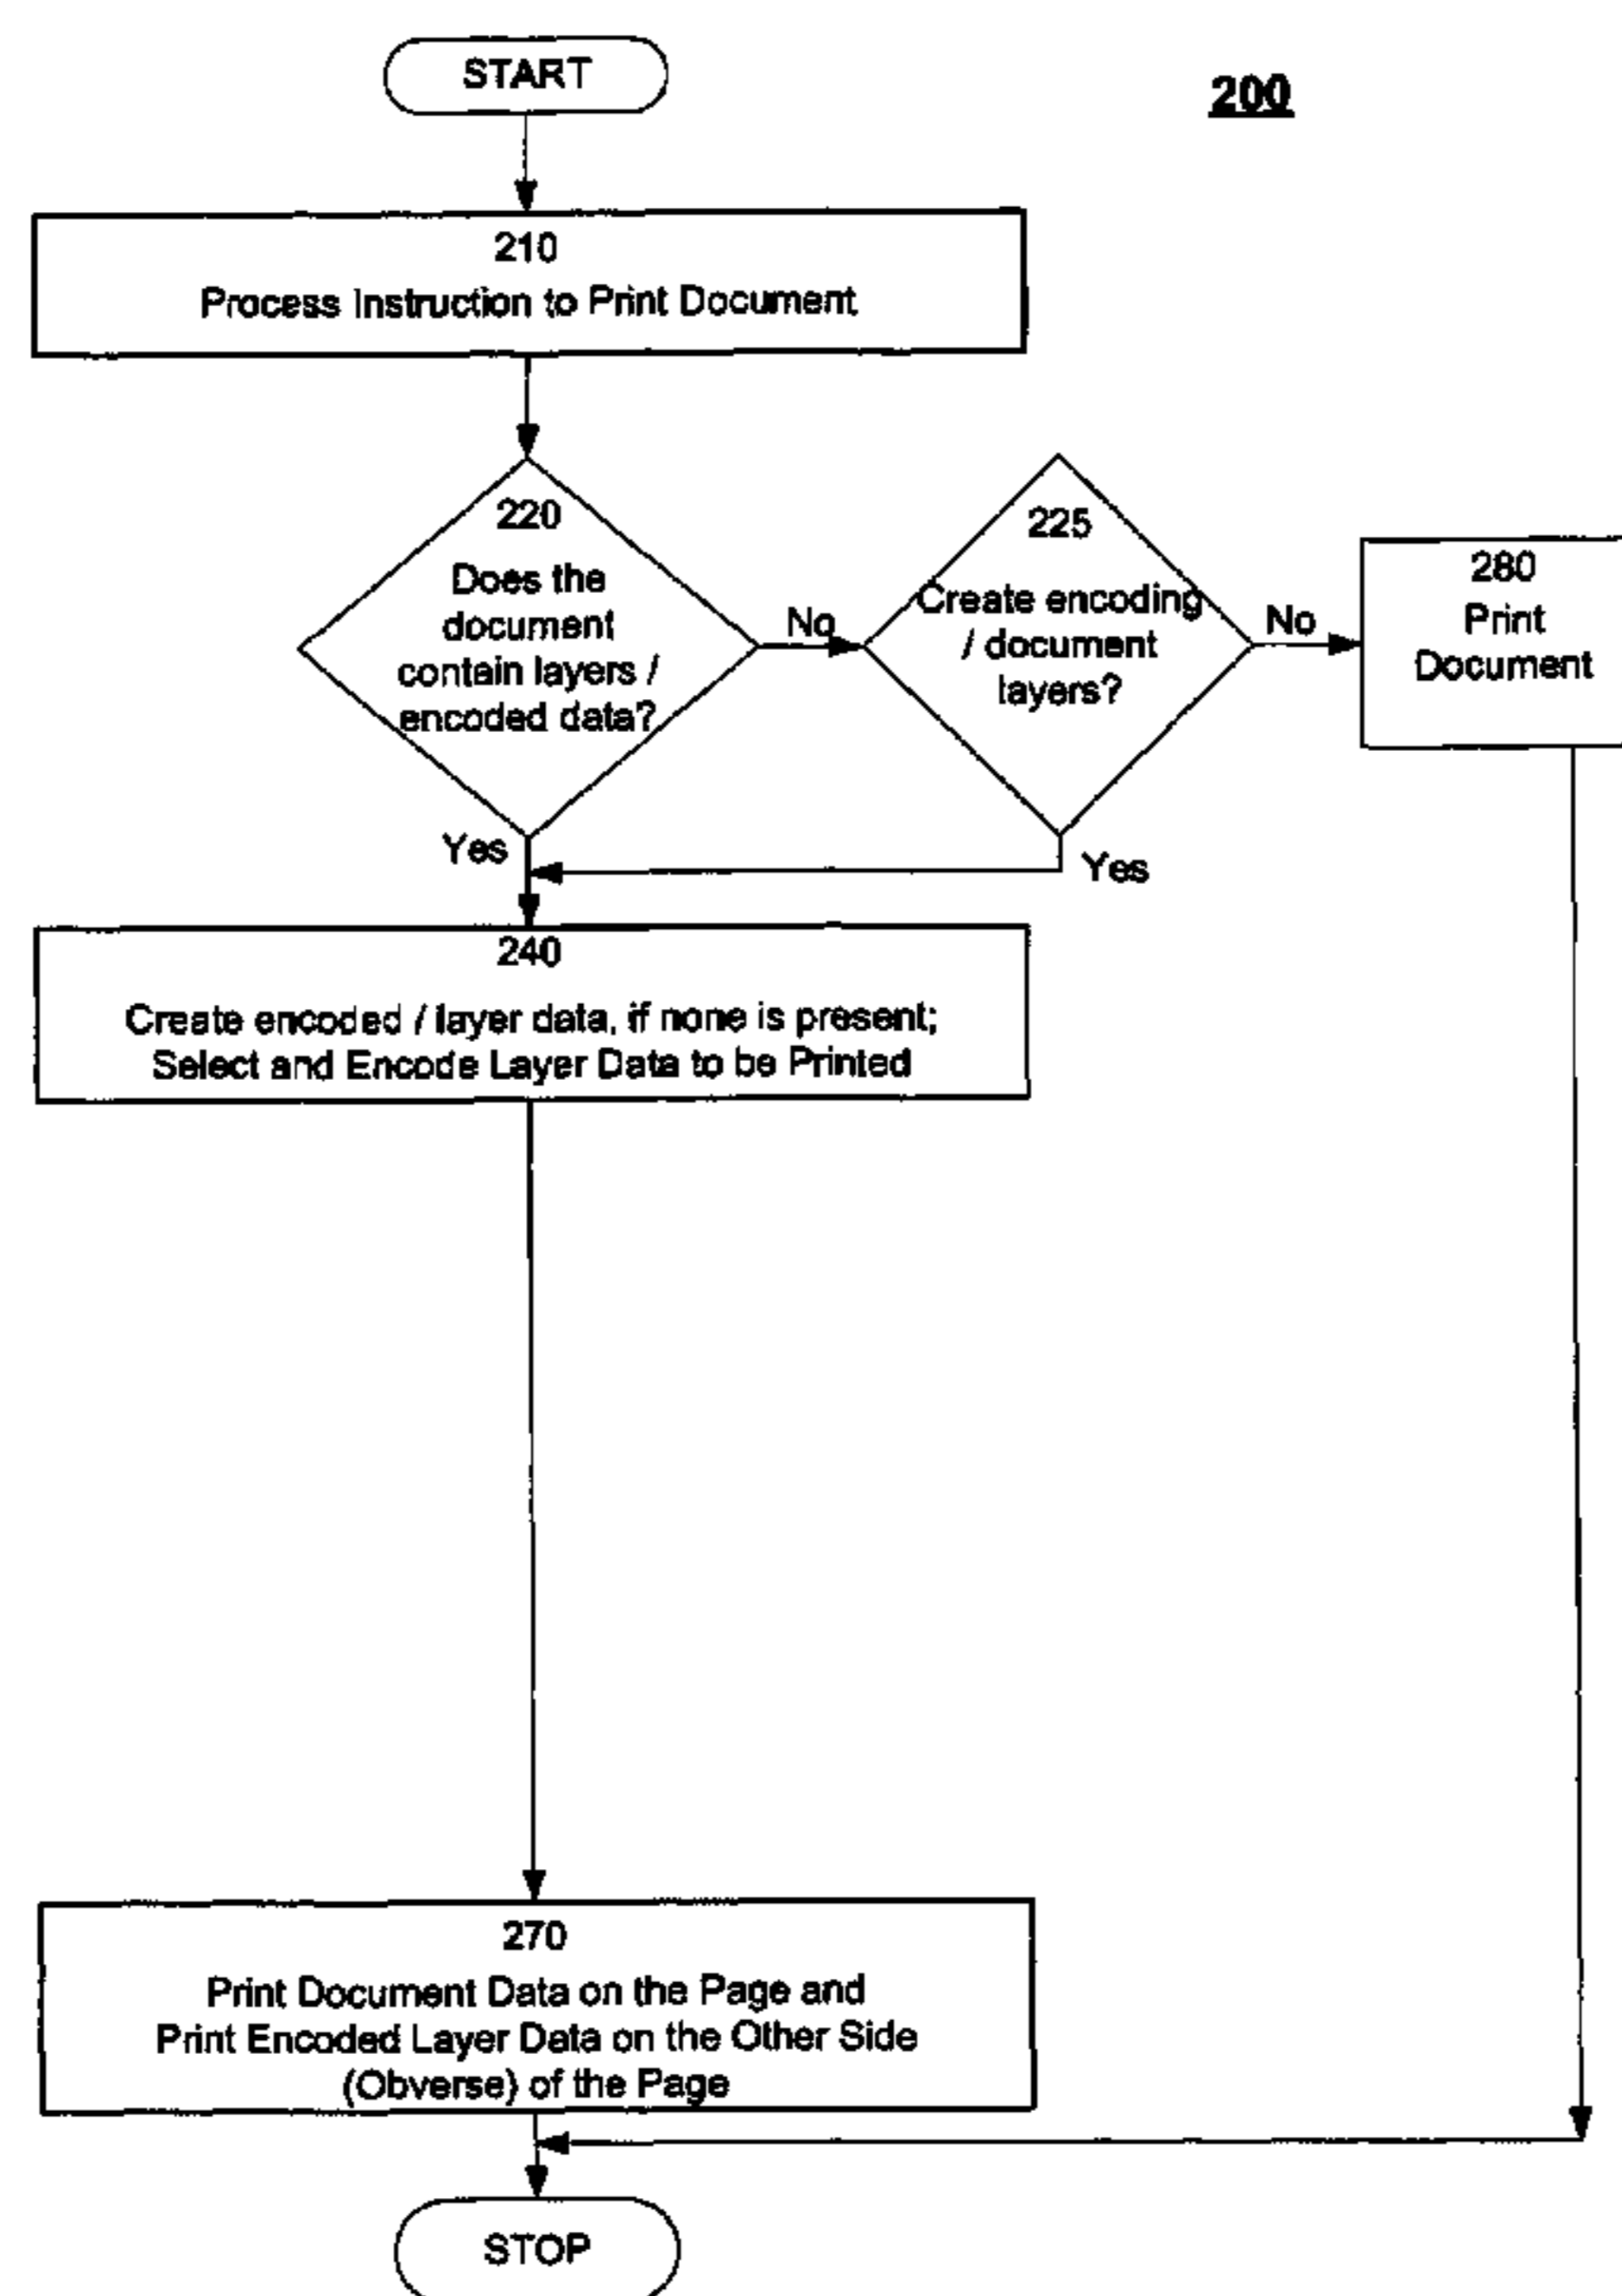 START
200
210
Process Instruction to Print Document
220
Does the
document
contain layers /
encoded data?
No
225
Create encoding
/ document
layers?
No
280
Print
Document
Yes
Yes
240
Create encoded / layer data, if none is present;
Select and Encode Layer Data to be Printed
270
Print Document Data on the Page and
Print Encoded Layer Data on the Other Side
(Obverse) of the Page
STOP